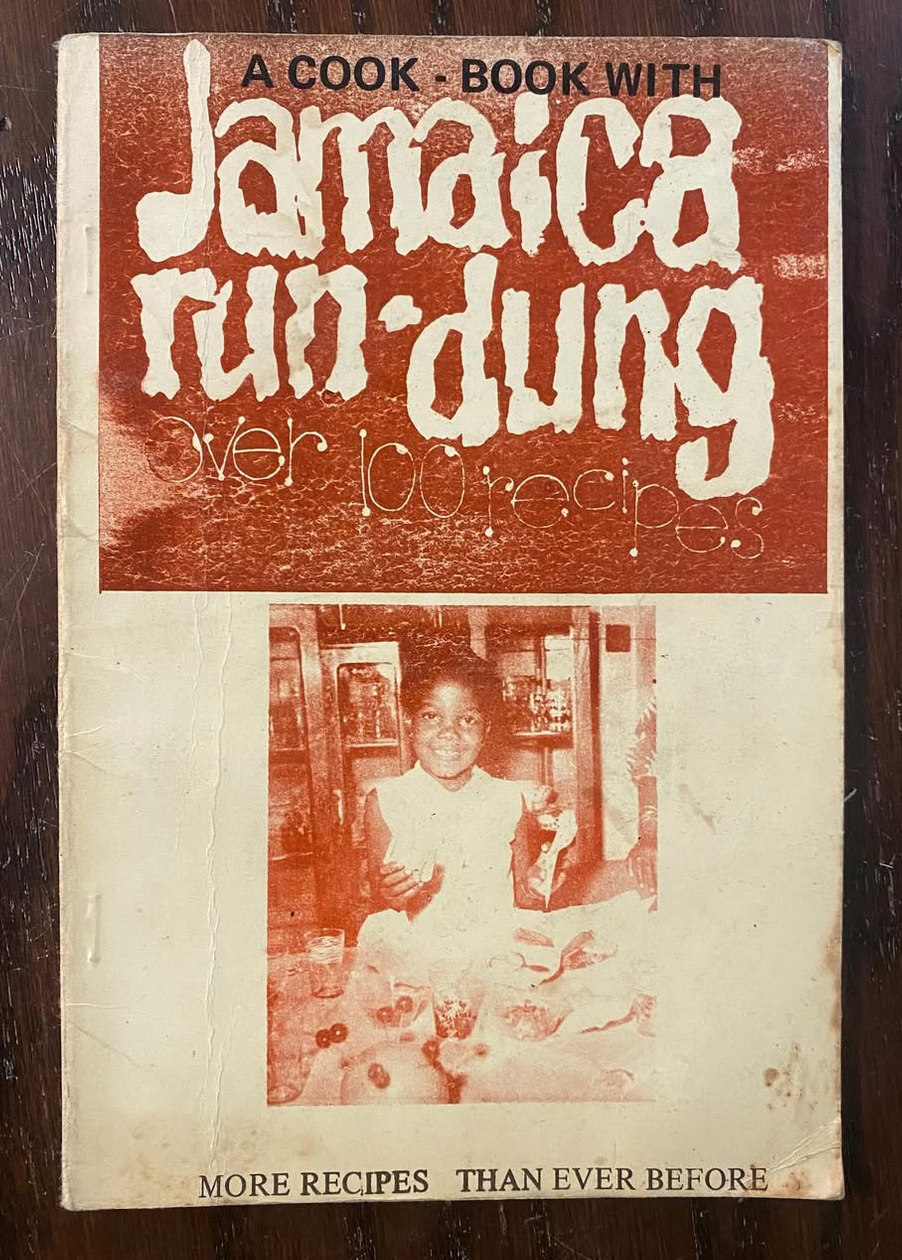 A COOK - BOOK WITH
Jamaica
run-dung
over 100 recipes
MORE RECIPES THAN EVER BEFORE